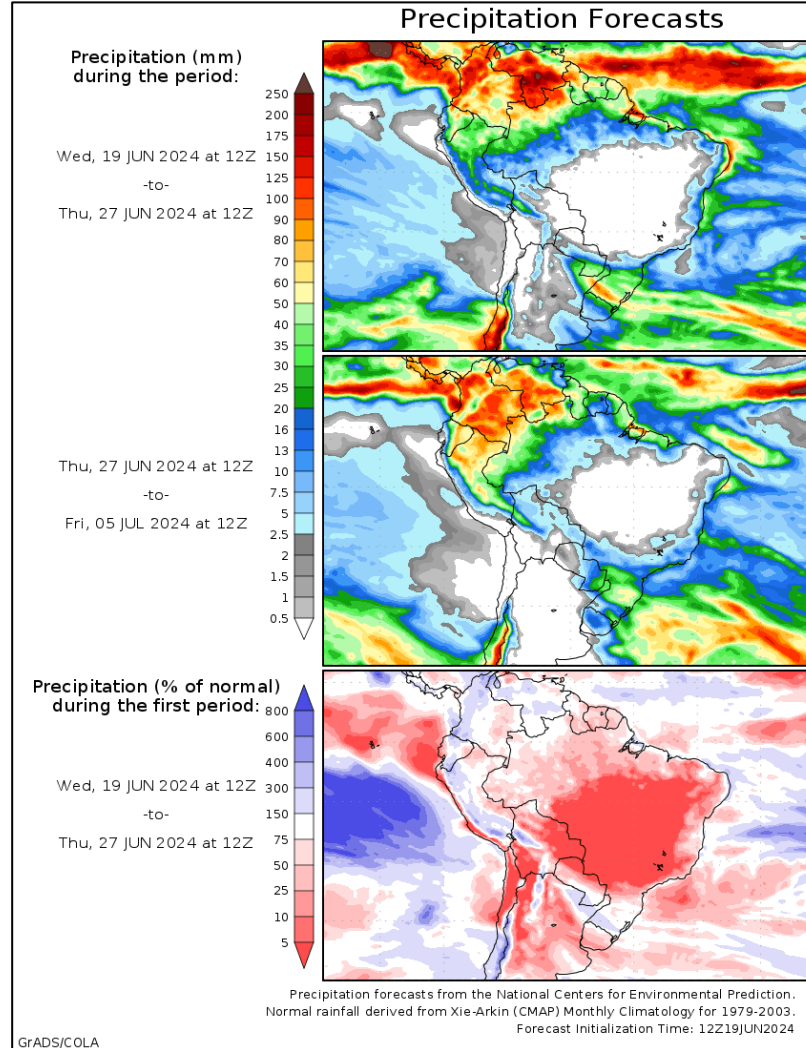 Precipitation Forecasts
Precipitation (mm)
during the period:
Wed, 19 JUN 2024 at 12Z
-to-
Thu, 27 JUN 2024 at 12Z
250
200
175
150
125
100
90
80
70
60
50
40
35
30
25
20
16
13
10
7.5
5
2.5
2
1.5
1
0.5
Thu, 27 JUN 2024 at 12Z
-to-
Fri, 05 JUL 2024 at 12Z
Precipitation (% of normal)
during the first period:
Wed, 19 JUN 2024 at 12Z
-to-
Thu, 27 JUN 2024 at 12Z
800
600
400
300
150
75
50
25
10
5
Precipitation forecasts from the National Centers for Environmental Prediction.
Normal rainfall derived from Xie-Arkin (CMAP) Monthly Climatology for 1979-2003.
Forecast Initialization Time: 12Z19JUN2024
GrADS/COLA